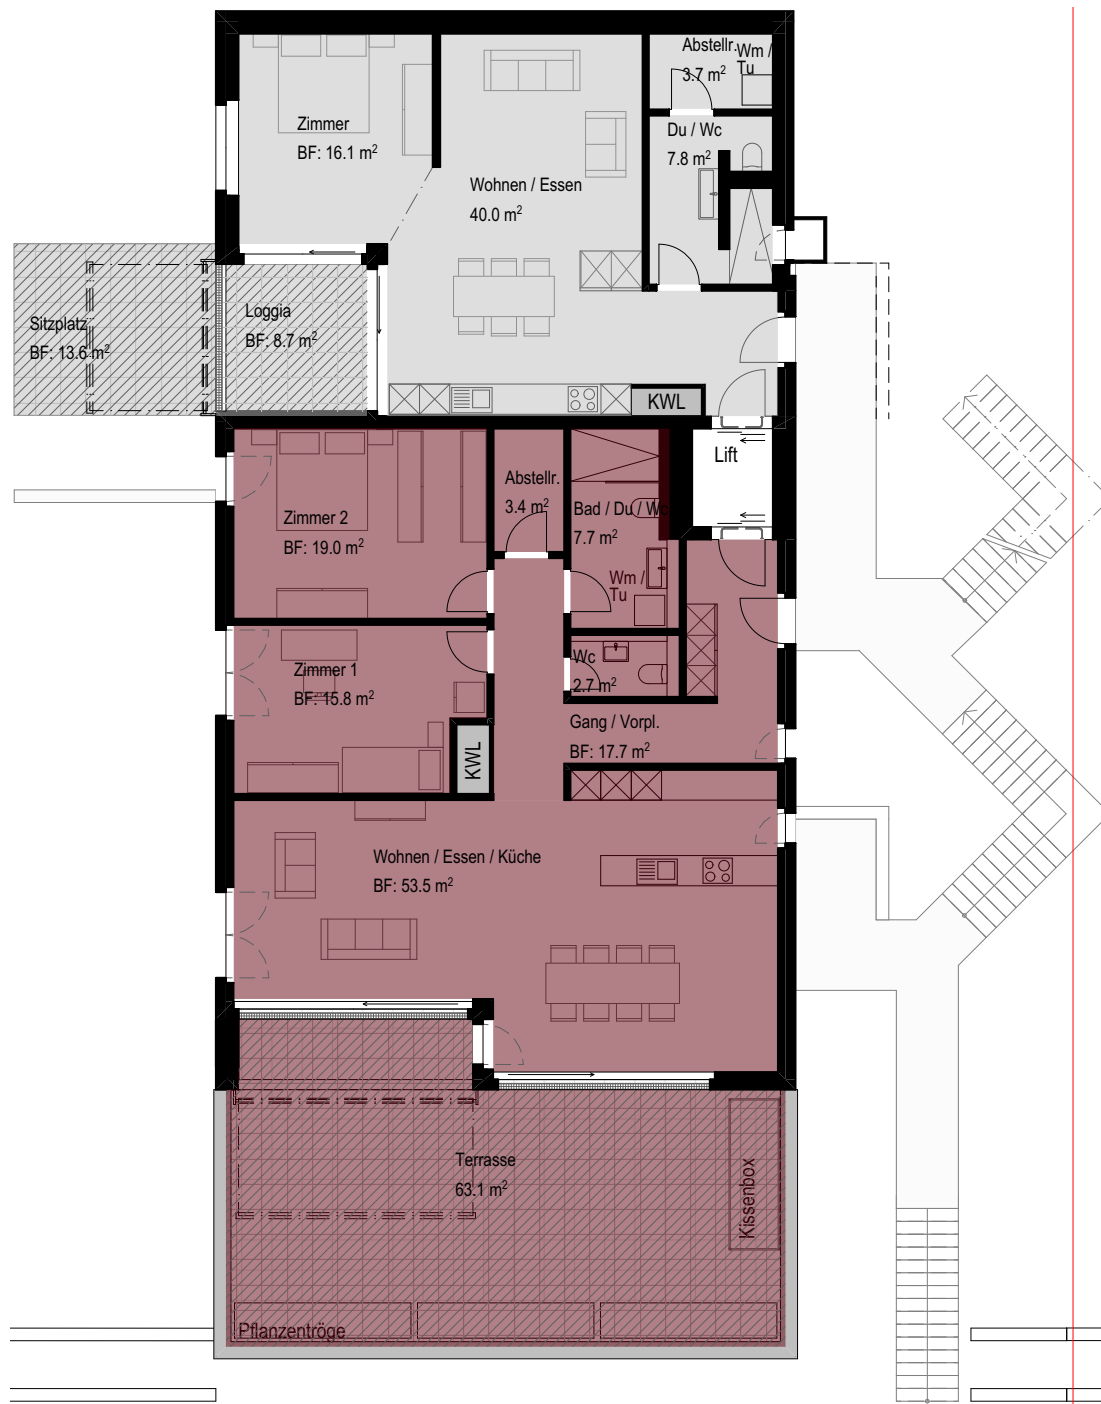 Abstellr.
3.7 m²
Wm /
Tu
Zimmer
BF: 16.1 m²
Du / Wc
7.8 m²
Wohnen / Essen
40.0 m²
Loggia
BF: 8.7 m²
Sitzplatz
BF: 13.6 m²
KWL
Lift
Abstellr.
3.4 m²
Zimmer 2
BF: 19.0 m²
Bad / Du / Wc
7.7 m²
Wm /
Tu
Zimmer 1
BF: 15.8 m²
Wc
2.7 m²
Gang / Vorpl.
BF: 17.7 m²
KWL
Wohnen / Essen / Küche
BF: 53.5 m²
Terrasse
63.1 m²
Kissenbox
Pflanzentröge